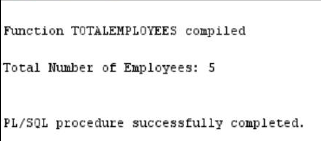 Function TOTALEMPLOYEES compiled
Total Number of Employees: 5
PL/SQL procedure successfully completed.